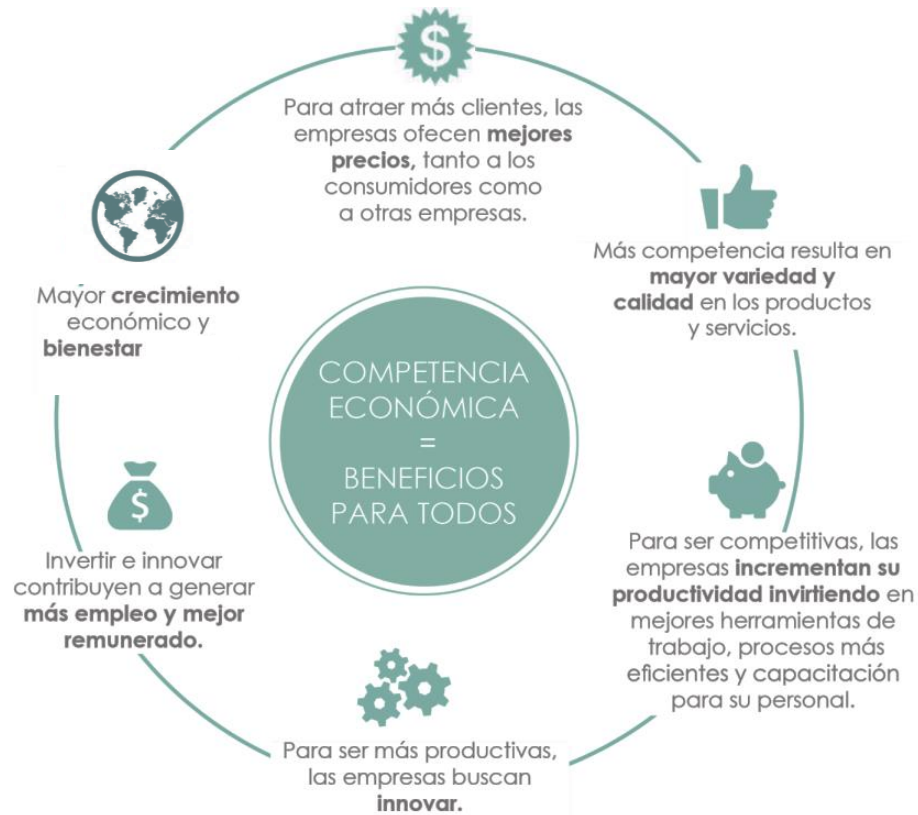 $
Para atraer más clientes, las
empresas ofecen mejores
precios, tanto a los
consumidores como
a otras empresas.
Más competencia resulta en
mayor variedad y
calidad en los productos
y servicios.
Para ser competitivas, las
empresas incrementan su
productividad invirtiendo en
mejores herramientas de
trabajo, procesos más
eficientes y capacitación
para su personal.
Para ser más productivas,
las empresas buscan
innovar.
$
Invertir e innovar
contribuyen a generar
más empleo y mejor
remunerado.
Mayor crecimiento
económico y
bienestar
COMPETENCIA
ECONÓMICA
=
BENEFICIOS
PARA TODOS